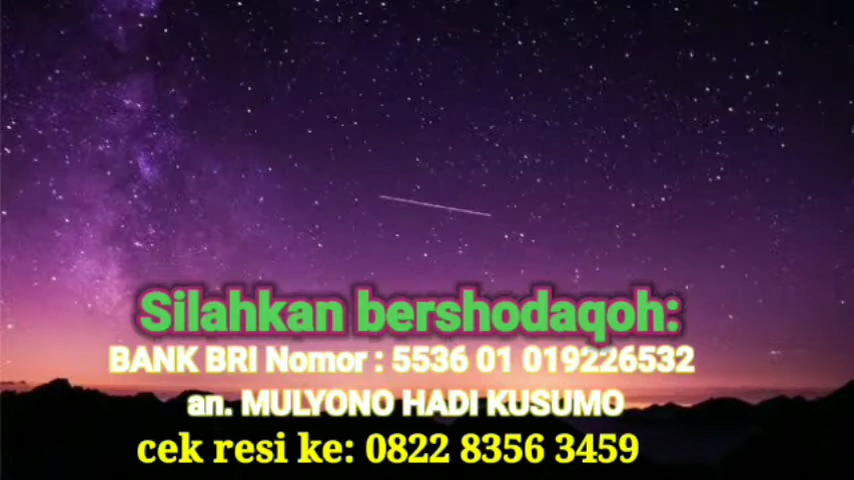 Silahkan bershodaqoh:
BANK BRI Nomor : 5536 01 019226532
an. MULYONO HADI KUSUMO
cek resi ke: 0822 8356 3459